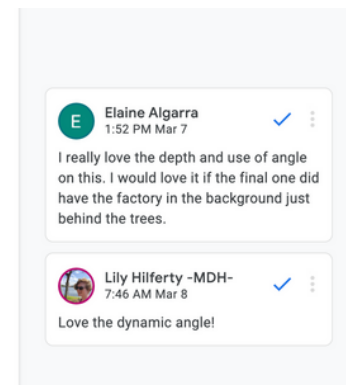 E
Elaine Algarra
1:52 PM Mar 7
I really love the depth and use of angle
on this. I would love it if the final one did
have the factory in the background just
behind the trees.
Lily Hilferty -MDH-
7:46 AM Mar 8
Love the dynamic angle!